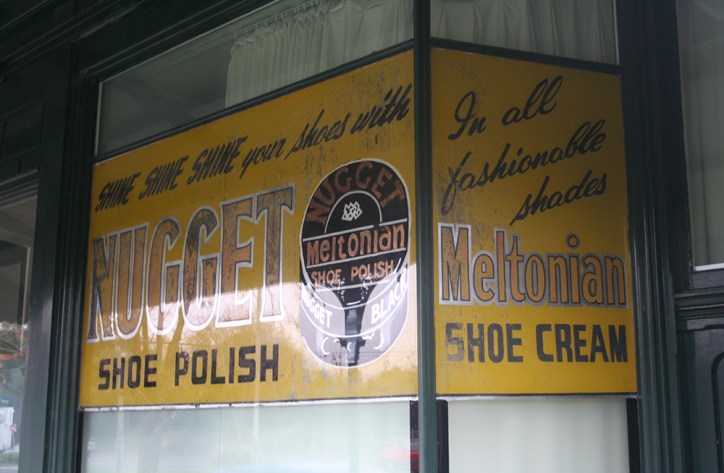 SHINE SHINE SHINE your shoes with
NUGGET
SHOE POLISH
NUGGET
Meltonian
SHOE POLISH
NUGGET BLACK
In all
fashionable
shades
Meltonian
SHOE CREAM